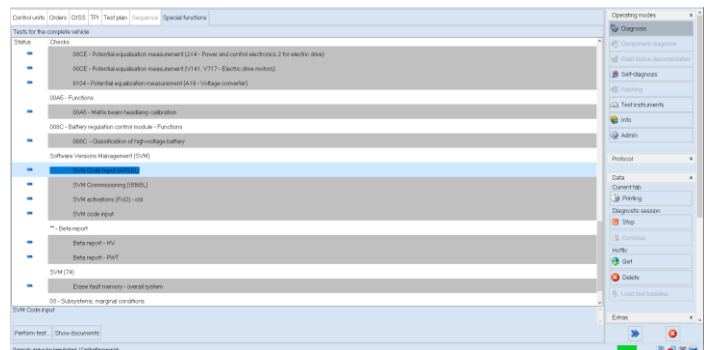 Control units Orders DISS TPI Test plan Sequence Special functions
Tests for the complete vehicle
Status Checks
00CE - Potential equalisation measurement (JX4 - Power and control electronics 2 for electric drive)
00CE - Potential equalisation measurement (V141, V717 - Electric drive motors)
8104 - Potential equalization measurement (A19 - Voltage converter)
00A5 - Functions
00A5 - Matrix beam headlamp calibration
008C - Battery regulation control module - Functions
008C - Classification of high-voltage battery
Software Versions Management (SVM)
SVM Code Input
SVM Commissioning (IBNBL)
SVM activations (FoD) - old
SVM code input
- Beta report
Beta report - HV
Beta report - PWT
SVM (74)
Erase fault memory - overall system
00 - Subsystems, marginal conditions
SVM Code input
Perform test... Show documents
Operating modes
Diagnosis
Component diagnosis
Build status documentation
Self-diagnosis
Flashing
Test instruments
Info
Admin
Protocol
Data
Current tab
Printing
Diagnostic session
Stop
Continue
Hotfix
Get
Delete
Load test baseline
Extras